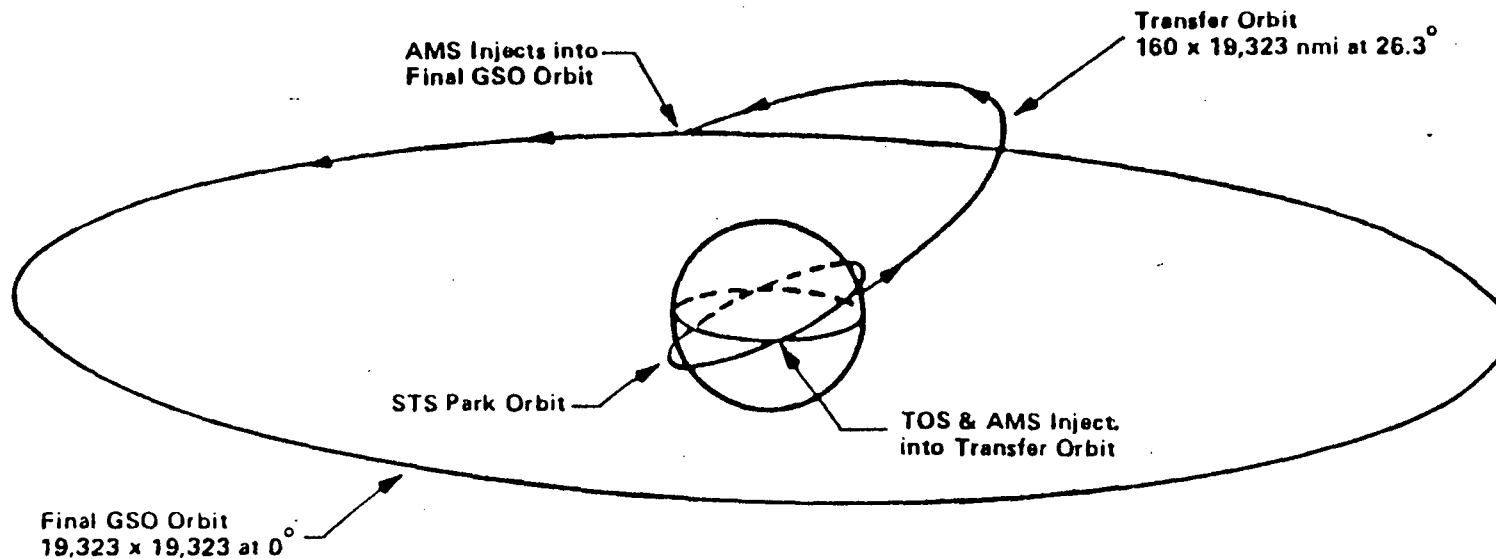 Transfer Orbit
160 x 19,323 nmi at 26.3°
AMS Injects into
Final GSO Orbit
STS Park Orbit
TOS & AMS Inject.
into Transfer Orbit
Final GSO Orbit
19,323 x 19,323 at 0°